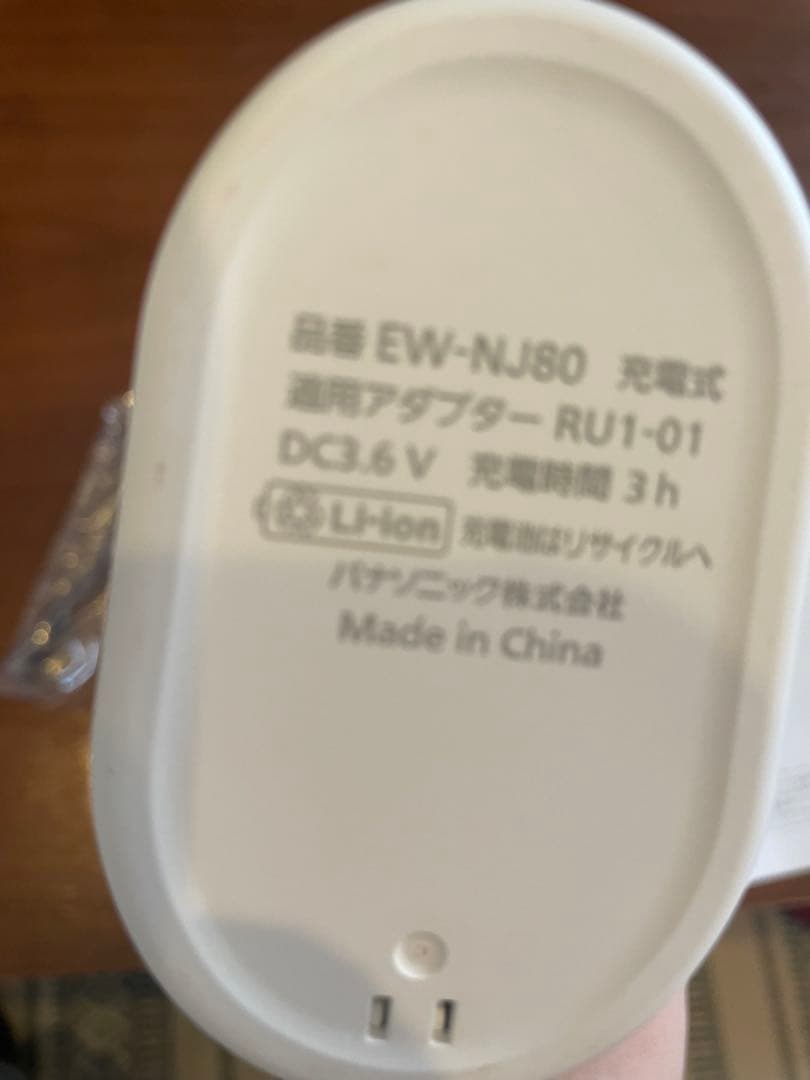 品番 EW-NJ80 充電式
適用アダプター RU1-01
DC3.6 V 充電時間 3h
Li-ion 充電池はリサイクルへ
パナソニック株式会社
Made in China